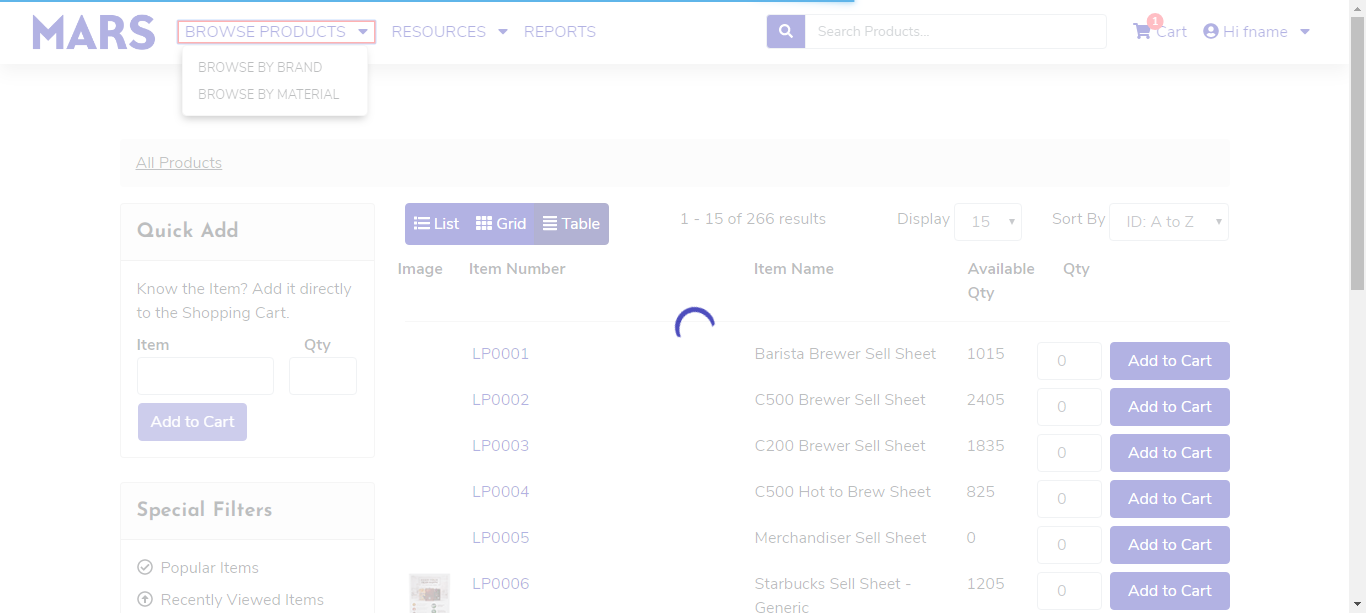 MARS
BROWSE PRODUCTS
RESOURCES
REPORTS
Search Products...
1
Cart
Hi fname
BROWSE BY BRAND
BROWSE BY MATERIAL
All Products
Quick Add
Know the Item? Add it directly
to the Shopping Cart.
Item Qty
Add to Cart
Special Filters
Popular Items
Recently Viewed Items
List Grid Table
1 - 15 of 266 results
Display 15
Sort By ID: A to Z
Image Item Number Item Name Available Qty
Qty
LP0001 Barista Brewer Sell Sheet 1015 0 Add to Cart
LP0002 C500 Brewer Sell Sheet 2405 0 Add to Cart
LP0003 C200 Brewer Sell Sheet 1835 0 Add to Cart
LP0004 C500 Hot to Brew Sheet 825 0 Add to Cart
LP0005 Merchandiser Sell Sheet 0 0 Add to Cart
LP0006 Starbucks Sell Sheet - 1205 0 Add to Cart
Generic